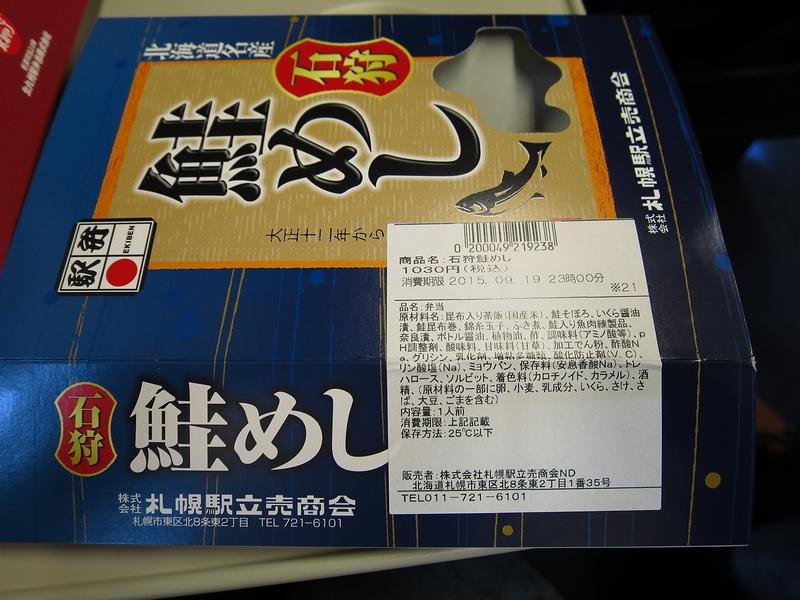 北海道名産
石狩
鮭めし
大正十二年から
駅弁
EKIBEN
株式会社 札幌駅立売商会
0 200049 219238
商品名:石狩鮭めし
1030円(税込)
消費期限 2015.09.19 23時00分
※21
品名:弁当
原材料名:昆布入り茶飯(国産米)、鮭そぼろ、いくら醤油
漬、鮭昆布巻、錦糸玉子、ふき煮、鮭入り魚肉練製品、
奈良漬、ボトル醤油、植物油、酢、調味料(アミノ酸等)、pH
調整剤、酸味料、甘味料(甘草)、加工でん粉、酢酸N
a、グリシン、乳化剤、増粘多糖類、酸化防止剤(V.C)、
リン酸塩(Na)、ミョウバン、保存料(安息香酸Na)、トレ
ハロース、ソルビット、着色料(カロチノイド、カラメル)、酒
精、(原材料の一部に卵、小麦、乳成分、いくら、さけ、さ
ば、大豆、ごまを含む)
内容量:1人前
消費期限:上記記載
保存方法:25℃以下
販売者:株式会社札幌駅立売商会ND
北海道札幌市東区北8条東2丁目1番35号
TEL011-721-6101
石狩
鮭めし
株式会社 札幌駅立売商会
札幌市東区北8条東2丁目 TEL 721-6101